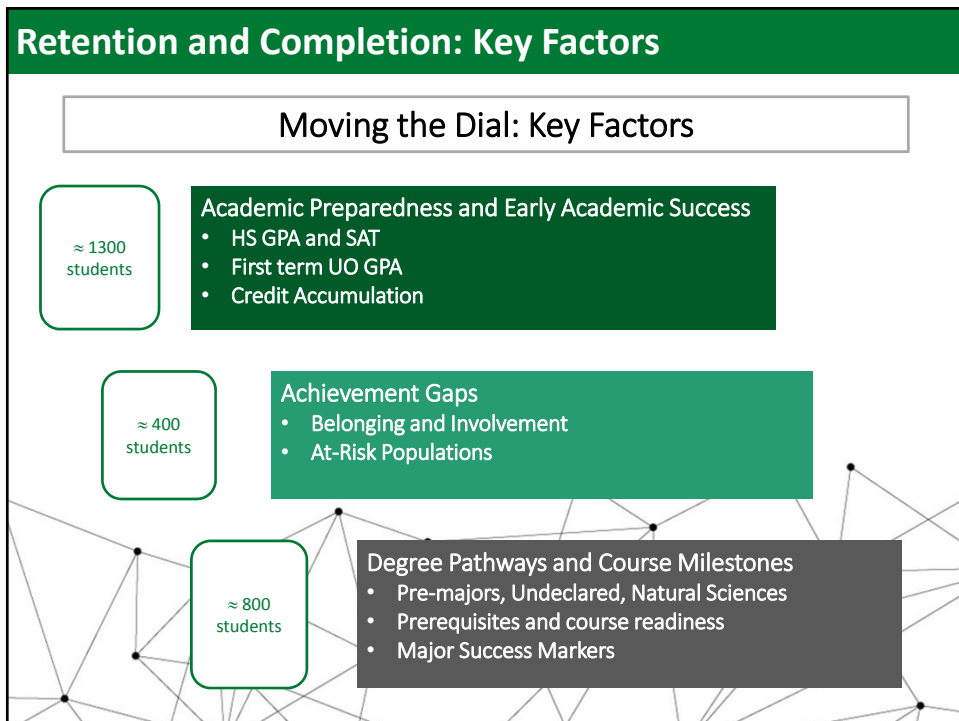 Retention and Completion: Key Factors
Moving the Dial: Key Factors
≈ 1300
students
Academic Preparedness and Early Academic Success
• HS GPA and SAT
• First term UO GPA
• Credit Accumulation
≈ 400
students
Achievement Gaps
• Belonging and Involvement
• At-Risk Populations
≈ 800
students
Degree Pathways and Course Milestones
• Pre-majors, Undeclared, Natural Sciences
• Prerequisites and course readiness
• Major Success Markers